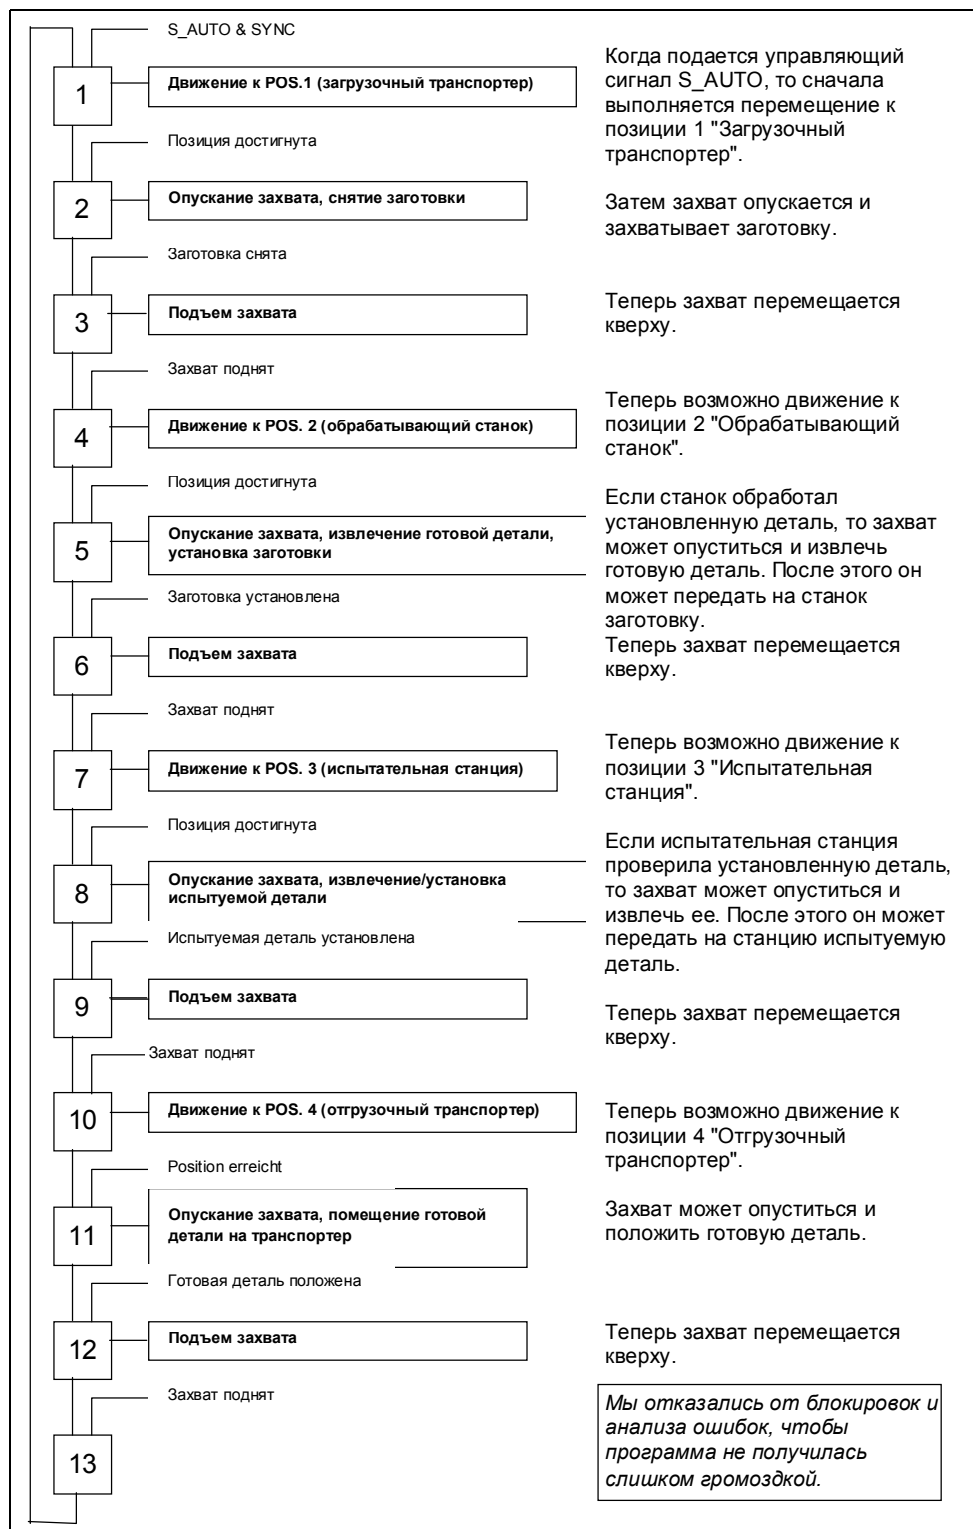 S_AUTO & SYNC
1
Движение к POS.1 (загрузочный транспортер)
Когда подается управляющий
сигнал S_AUTO, то сначала
выполняется перемещение к
позиции 1 "Загрузочный
транспортер".
Позиция достигнута
2
Опускание захвата, снятие заготовки
Затем захват опускается и
захватывает заготовку.
Заготовка снята
3
Подъем захвата
Теперь захват перемещается
кверху.
Захват поднят
4
Движение к POS. 2 (обрабатывающий станок)
Теперь возможно движение к
позиции 2 "Обрабатывающий
станок".
Позиция достигнута
5
Опускание захвата, извлечение готовой детали,
установка заготовки
Если станок обработал
установленную деталь, то захват
может опуститься и извлечь
готовую деталь. После этого он
может передать на станок
заготовку.
Заготовка установлена
6
Подъем захвата
Теперь захват перемещается
кверху.
Захват поднят
7
Движение к POS. 3 (испытательная станция)
Теперь возможно движение к
позиции 3 "Испытательная
станция".
Позиция достигнута
8
Опускание захвата, извлечение/установка
испытуемой детали
Если испытательная станция
проверила установленную деталь,
то захват может опуститься и
извлечь ее. После этого он может
передать на станцию испытуемую
деталь.
Испытуемая деталь установлена
9
Подъем захвата
Теперь захват перемещается
кверху.
Захват поднят
10
Движение к POS. 4 (отгрузочный транспортер)
Теперь возможно движение к
позиции 4 "Отгрузочный
транспортер".
Position erreicht
11
Опускание захвата, помещение готовой
детали на транспортер
Захват может опуститься и
положить готовую деталь.
Готовая деталь положена
12
Подъем захвата
Теперь захват перемещается
кверху.
Захват поднят
13
Мы отказались от блокировок и
анализа ошибок, чтобы
программа не получилась
слишком громоздкой.